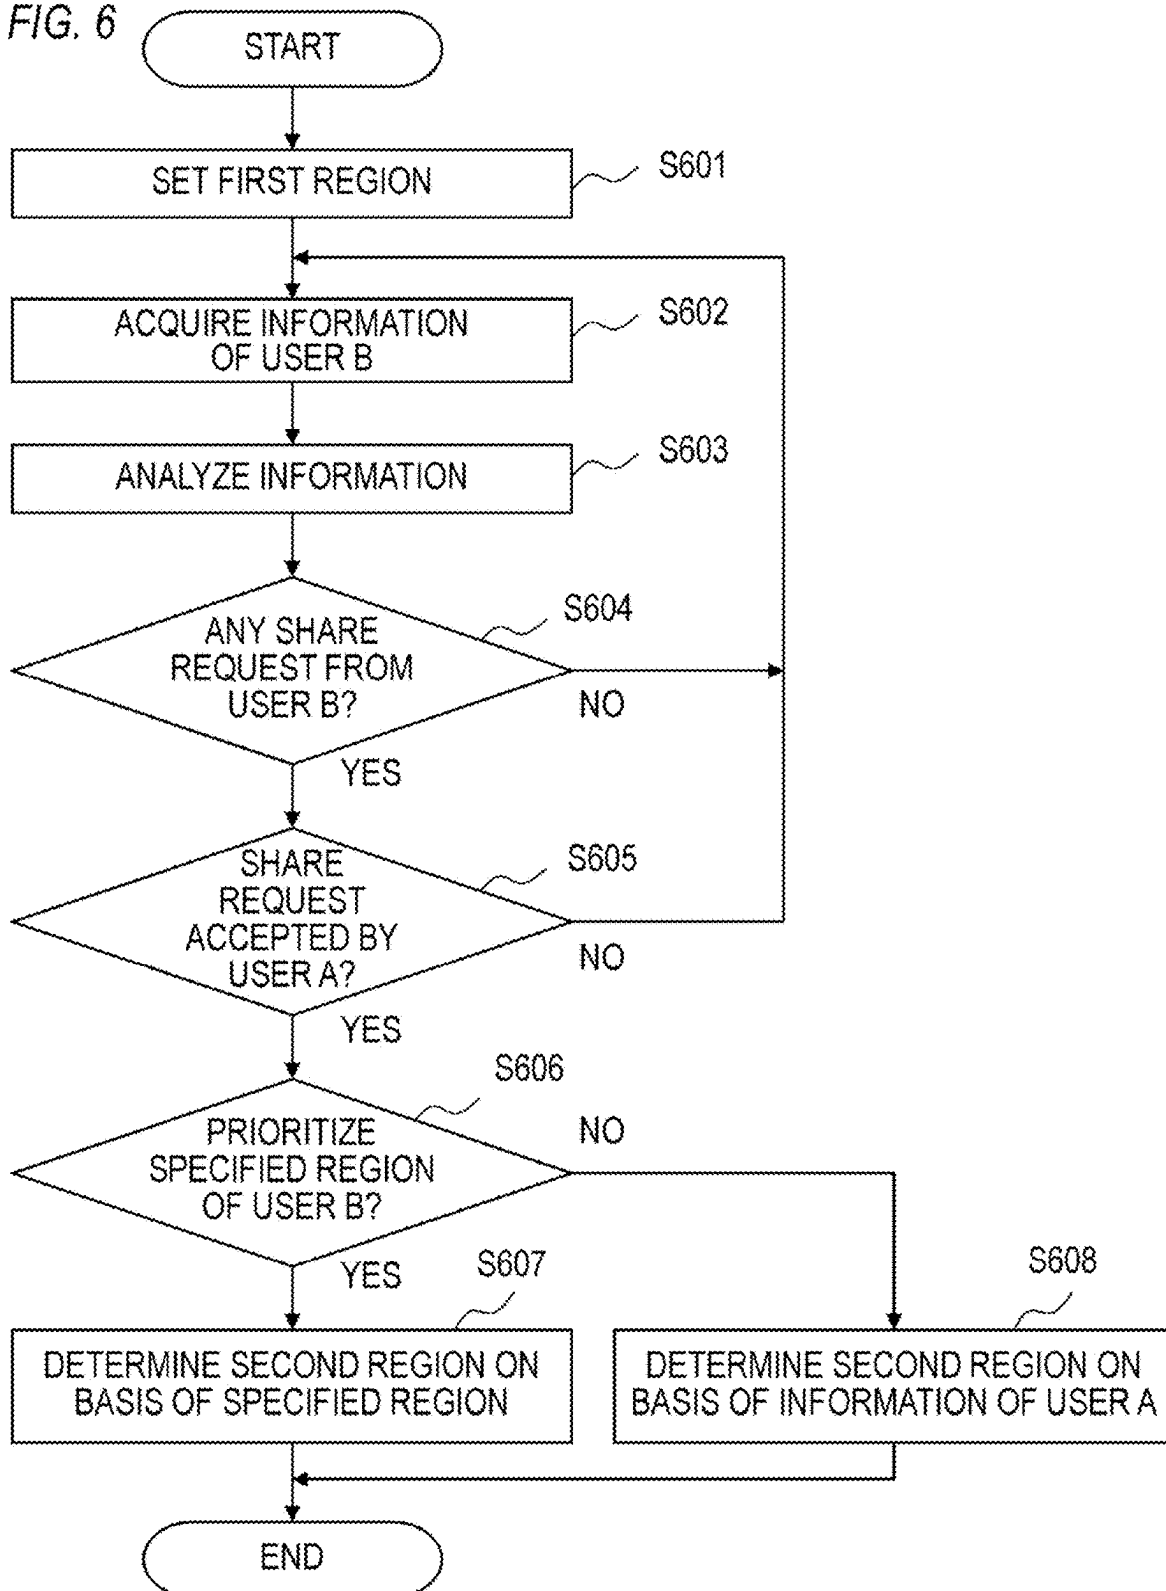 FIG. 6
START
SET FIRST REGION
S601
ACQUIRE INFORMATION
OF USER B
S602
ANALYZE INFORMATION
S603
ANY SHARE
REQUEST FROM
USER B?
S604
NO
YES
SHARE
REQUEST
ACCEPTED BY
USER A?
S605
NO
YES
PRIORITIZE
SPECIFIED REGION
OF USER B?
S606
NO
YES
S607
DETERMINE SECOND REGION ON
BASIS OF SPECIFIED REGION
S608
DETERMINE SECOND REGION ON
BASIS OF INFORMATION OF USER A
END